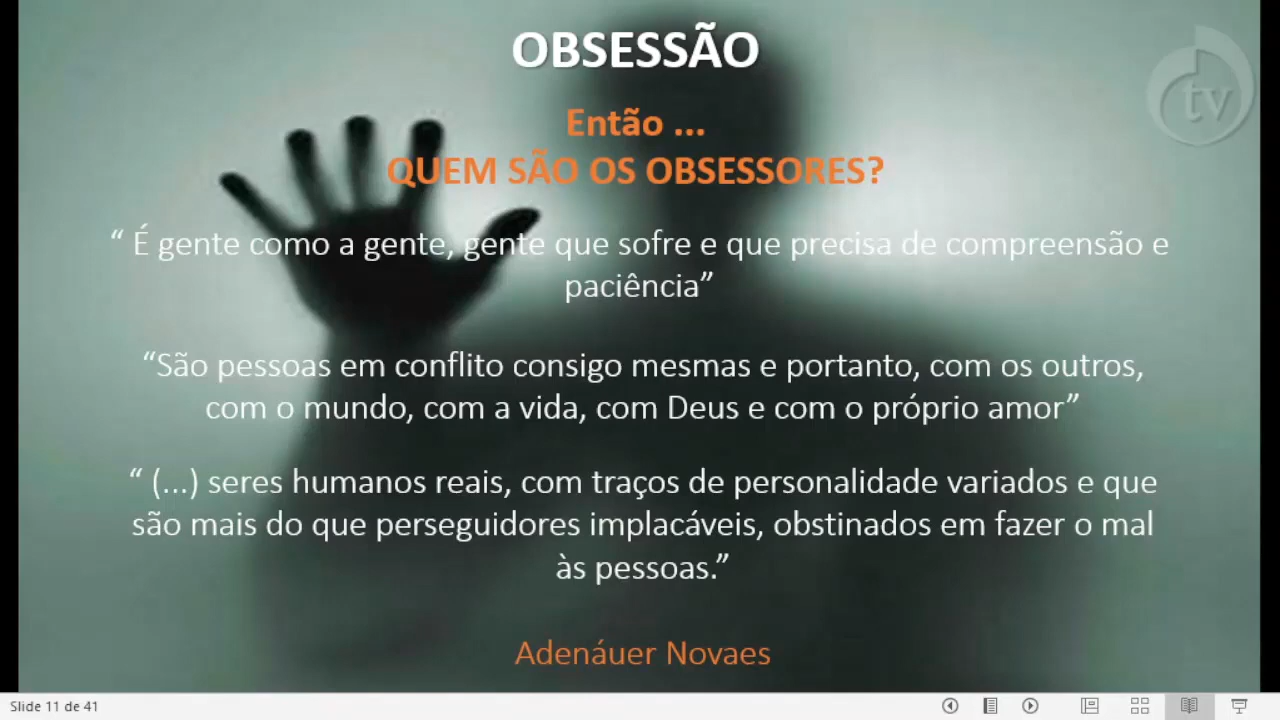 OBSESSÃO
tv
Então ...
QUEM SÃO OS OBSESSORES?
“ É gente como a gente, gente que sofre e que precisa de compreensão e
paciência”
“São pessoas em conflito consigo mesmas e portanto, com os outros,
com o mundo, com a vida, com Deus e com o próprio amor”
“ (...) seres humanos reais, com traços de personalidade variados e que
são mais do que perseguidores implacáveis, obstinados em fazer o mal
às pessoas.”
Adenáuer Novaes
Slide 11 de 41